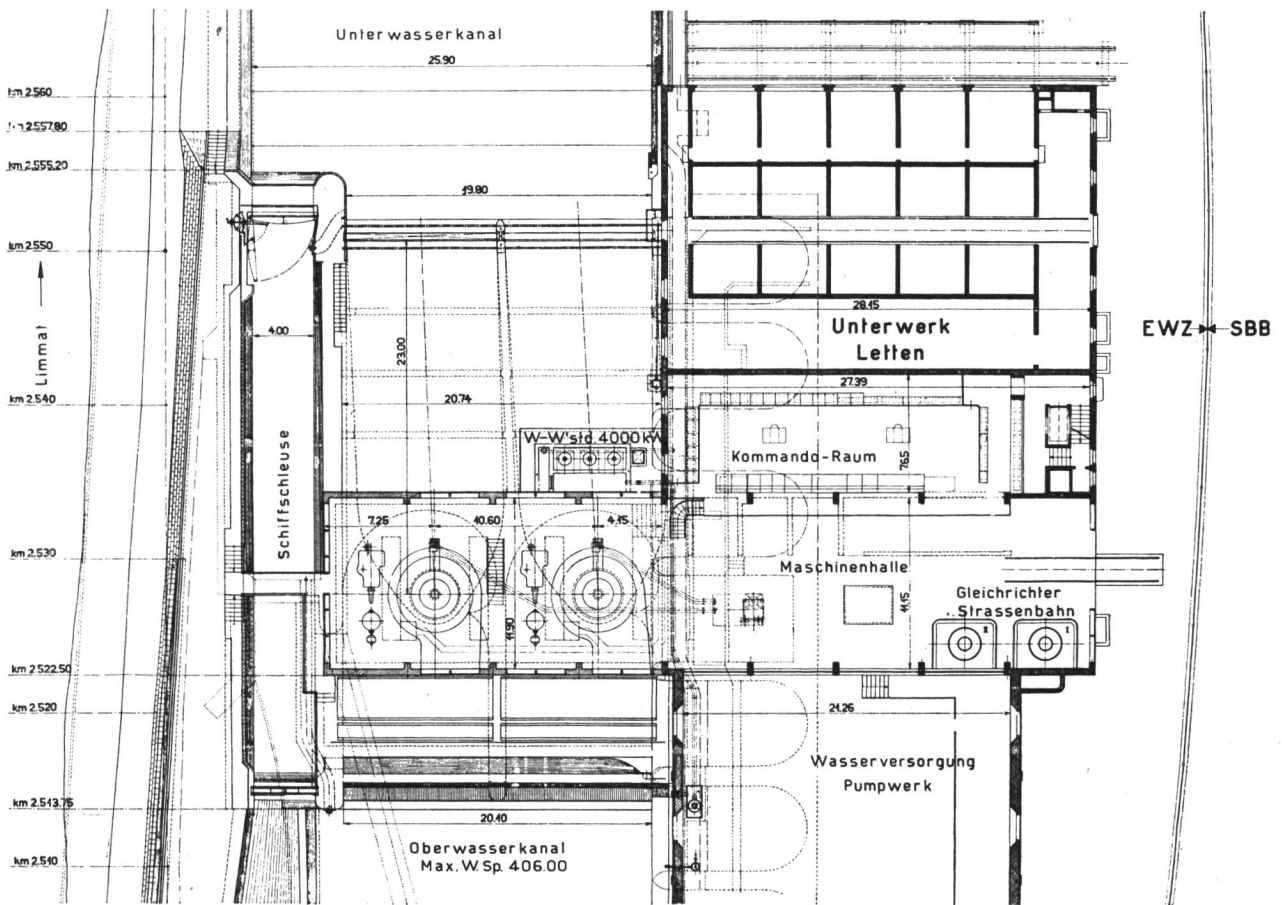 Unterwasserkanal
25.90
km 2.560
km 2.557.80
km 2.555.20
19.80
km 2.550
4.00
Limmat
23.00
28.15
Unterwerk
Letten
EWZ
SBB
27.39
km 2.540
20.74
W-W'std. 4000 kW
Kommando-Raum
7.65
Schiffschleuse
7.25
10.60
4.15
km 2.530
Maschinenhalle
11.15
11.90
Gleichrichter
Strassenbahn
II
I
km 2.522.50
km 2.520
21.26
Wasserversorgung
Pumpwerk
km 2.543.75
20.40
km 2.510
Oberwasserkanal
Max. W. Sp. 406.00